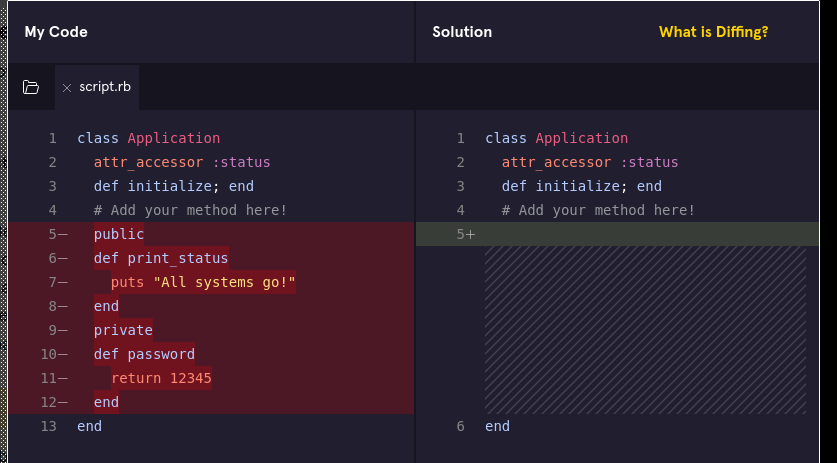 My Code
Solution
What is Diffing?
× script.rb
1 class Application
2 attr_accessor :status
3 def initialize; end
4 # Add your method here!
5– public
6– def print_status
7– puts "All systems go!"
8– end
9– private
10– def password
11– return 12345
12– end
13 end
1 class Application
2 attr_accessor :status
3 def initialize; end
4 # Add your method here!
5+
6 end